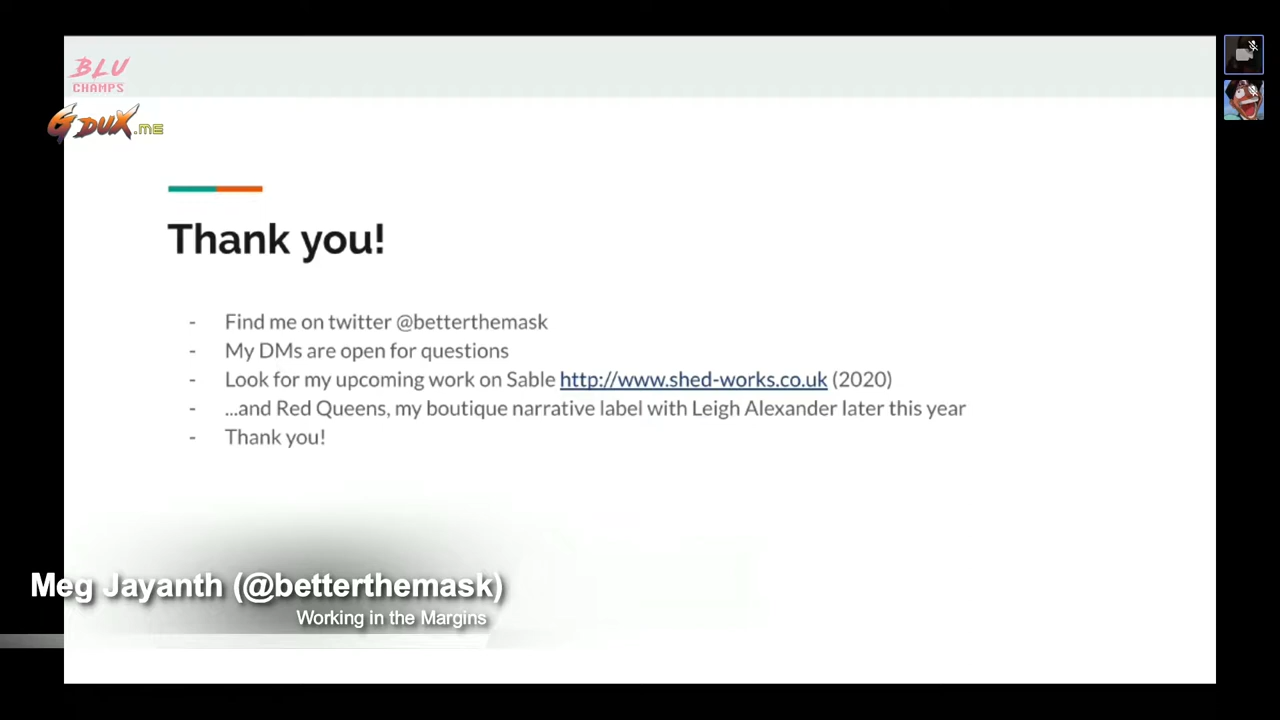 BLU
CHAMPS
G DUX.ME
Thank you!
- Find me on twitter @betterthemask
- My DMs are open for questions
- Look for my upcoming work on Sable http://www.shed-works.co.uk (2020)
- ...and Red Queens, my boutique narrative label with Leigh Alexander later this year
- Thank you!
Meg Jayanth (@betterthemask)
Working in the Margins